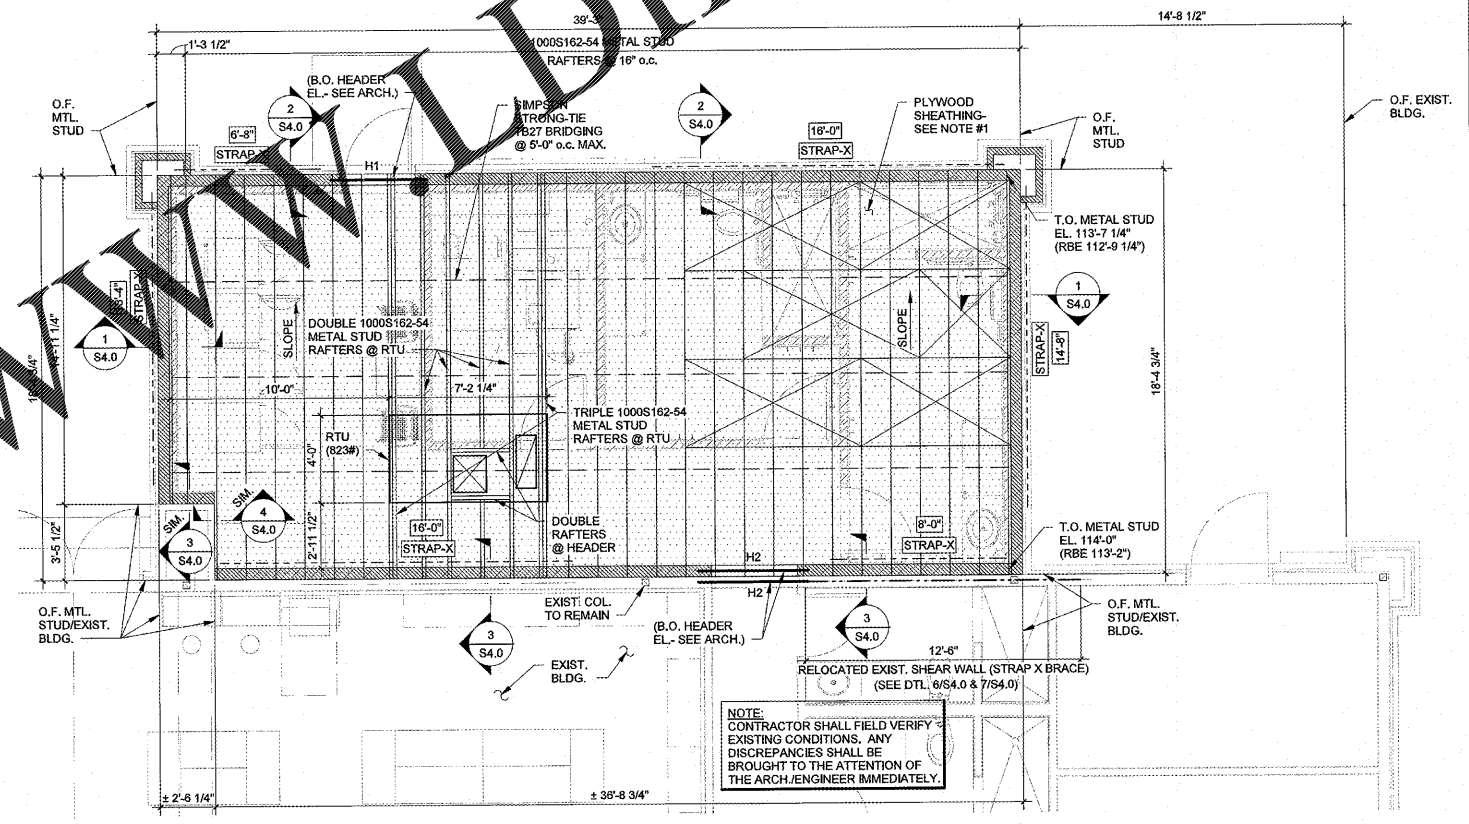 39'-3"
14'-8 1/2"
1'-3 1/2"
1000S162-54 METAL STUD
RAFTERS @ 16" o.c.
(B.O. HEADER
EL.- SEE ARCH.)
O.F.
MTL.
STUD
2
S4.0
6'-8"
STRAP-X
SIMPSON
STRONG-TIE
TB27 BRIDGING
@ 5'-0" o.c. MAX.
2
S4.0
PLYWOOD
SHEATHING-
SEE NOTE #1
16'-0"
STRAP-X
O.F.
MTL.
STUD
O.F. EXIST.
BLDG.
H1
T.O. METAL STUD
EL. 113'-7 1/4"
(RBE 112'-9 1/4")
1
S4.0
STRAP-X
14'-8"
18'-4 3/4"
STRAP-X
1
S4.0
SLOPE
SLOPE
DOUBLE 1000S162-54
METAL STUD
RAFTERS @ RTU
10'-0"
7'-2 1/4"
TRIPLE 1000S162-54
METAL STUD
RAFTERS @ RTU
RTU
(823#)
4'-0"
2'-11 1/2"
SIM.
4
S4.0
SIM.
3
S4.0
3'-5 1/2"
16'-0"
STRAP-X
DOUBLE
RAFTERS
@ HEADER
8'-0"
STRAP-X
T.O. METAL STUD
EL. 114'-0"
(RBE 113'-2")
H2
H2
O.F. MTL.
STUD/EXIST.
BLDG.
EXIST. COL.
TO REMAIN
(B.O. HEADER
EL.- SEE ARCH.)
3
S4.0
3
S4.0
O.F. MTL.
STUD/EXIST.
BLDG.
EXIST.
BLDG.
12'-6"
RELOCATED EXIST. SHEAR WALL (STRAP X BRACE)
(SEE DTL. 6/S4.0 & 7/S4.0)
NOTE:
CONTRACTOR SHALL FIELD VERIFY
EXISTING CONDITIONS. ANY
DISCREPANCIES SHALL BE
BROUGHT TO THE ATTENTION OF
THE ARCH./ENGINEER IMMEDIATELY.
± 2'-6 1/4"
± 36'-8 3/4"